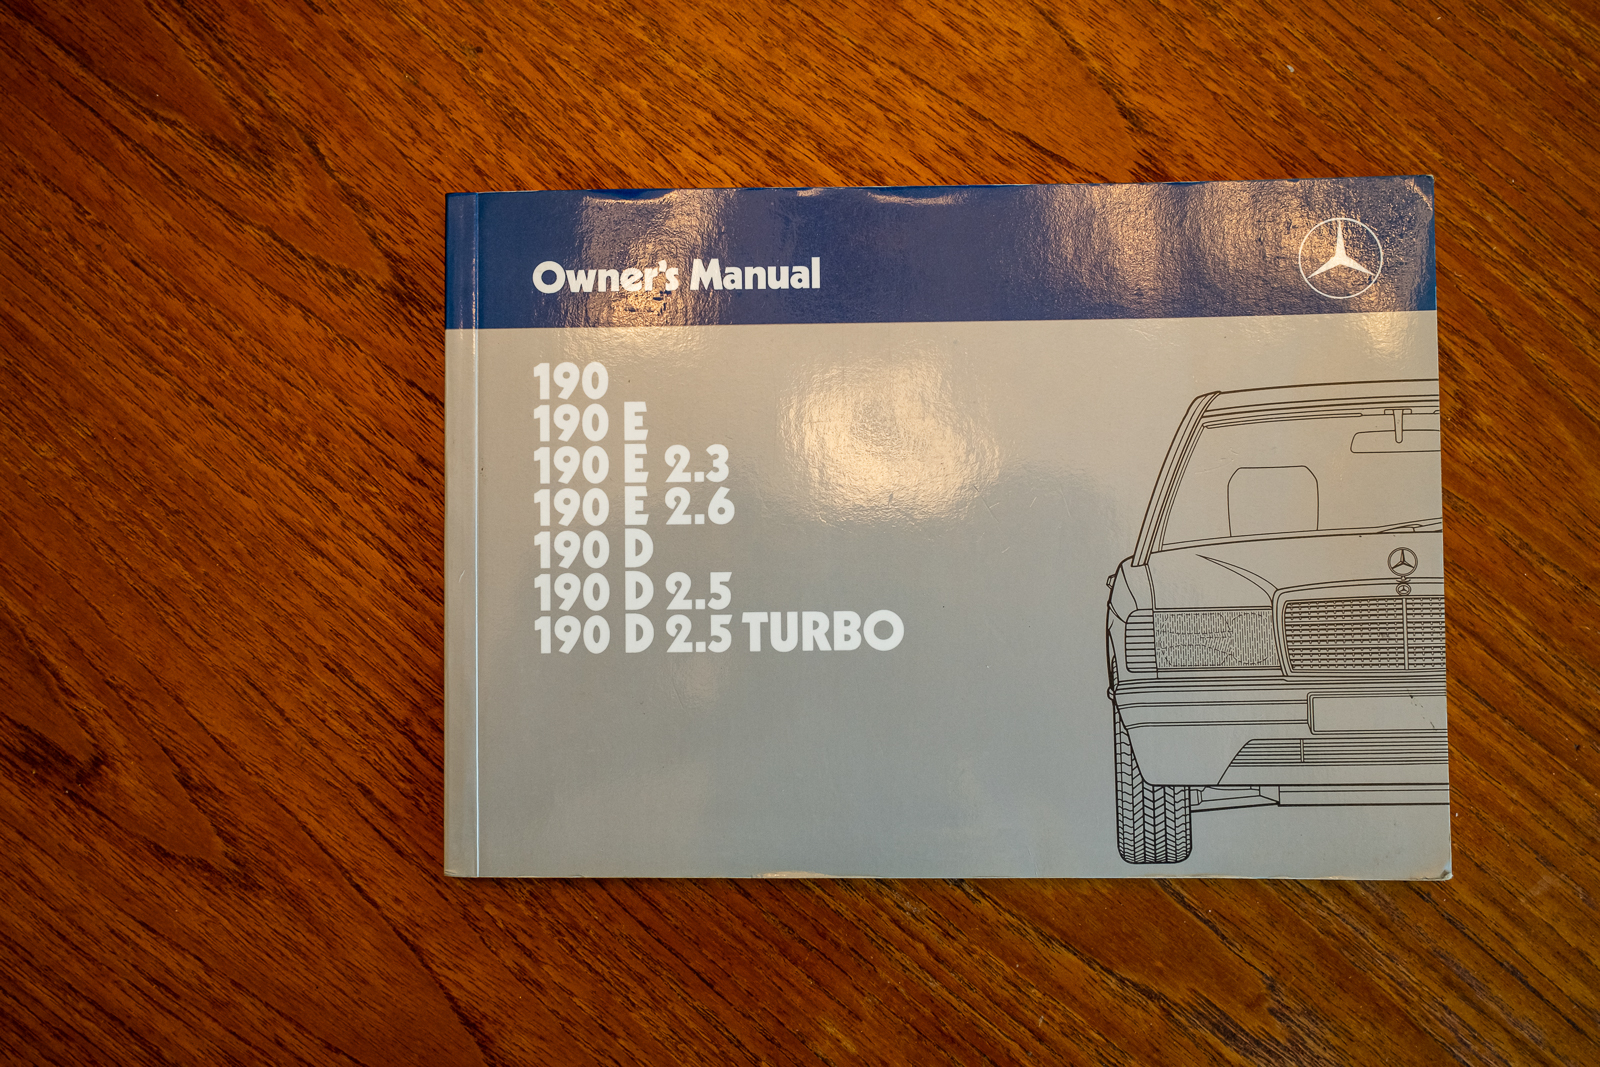 Owner's Manual
190
190 E
190 E 2.3
190 E 2.6
190 D
190 D 2.5
190 D 2.5 TURBO